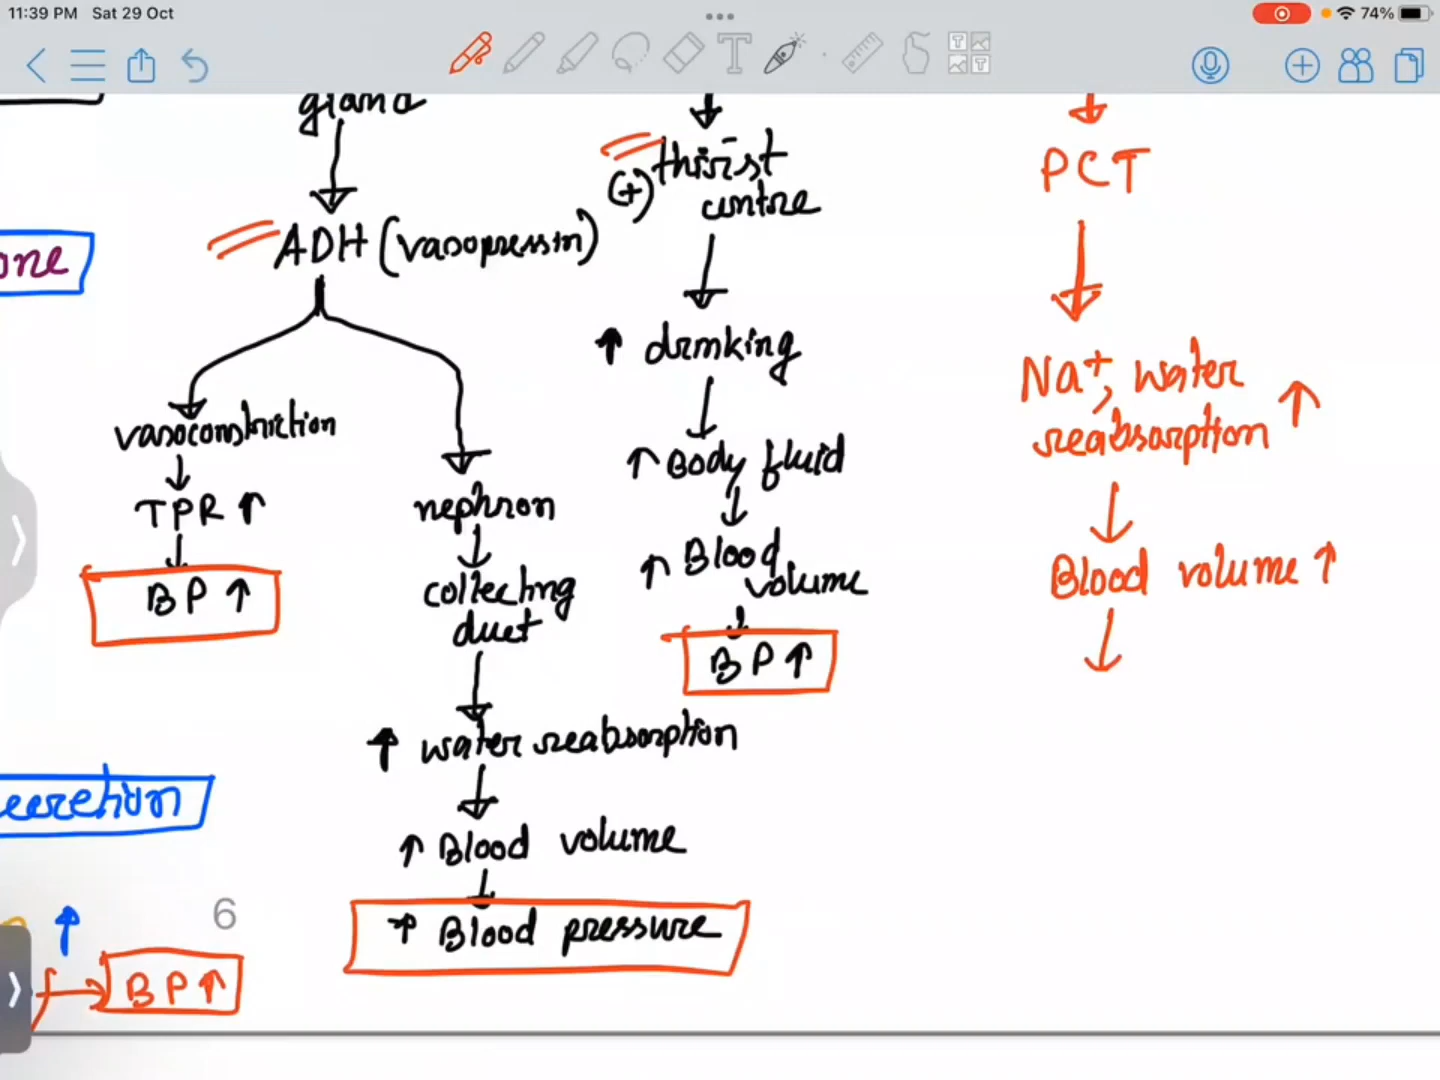 11:39 PM Sat 29 Oct
74%
gland
ADH (vasopressin)
vasoconstriction
TPR ↑
BP ↑
nephron
collecting
duct
↑ water reabsorption
↑ Blood volume
↑ Blood pressure
(+) thirst
centre
↑ drinking
↑ Body fluid
↑ Blood
volume
BP ↑
PCT
Na+, water
reabsorption ↑
Blood volume ↑
one
ecretion
6
↑
BP ↑